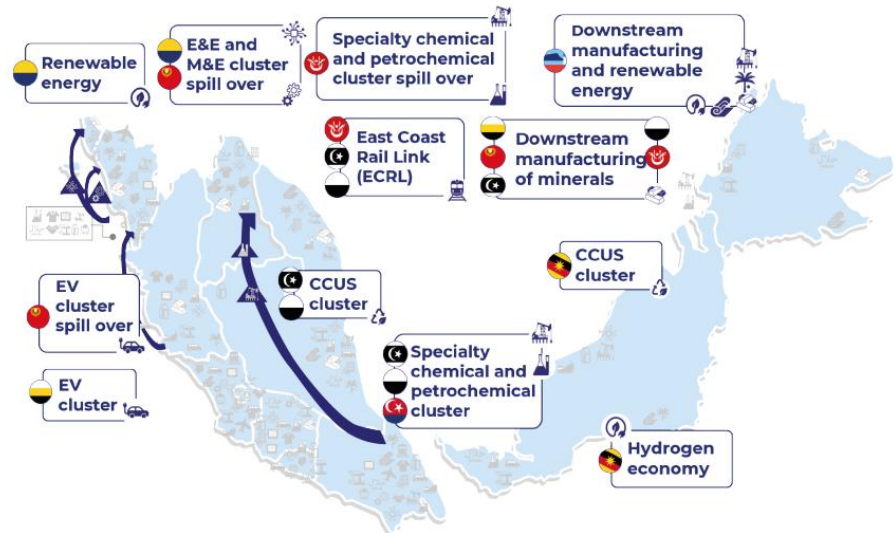 Renewable
energy
E&E and
M&E cluster
spill over
Specialty chemical
and petrochemical
cluster spill over
Downstream
manufacturing
and renewable
energy
East Coast
Rail Link
(ECRL)
Downstream
manufacturing
of minerals
EV
cluster
spill over
CCUS
cluster
CCUS
cluster
EV
cluster
Specialty
chemical and
petrochemical
cluster
Hydrogen
economy